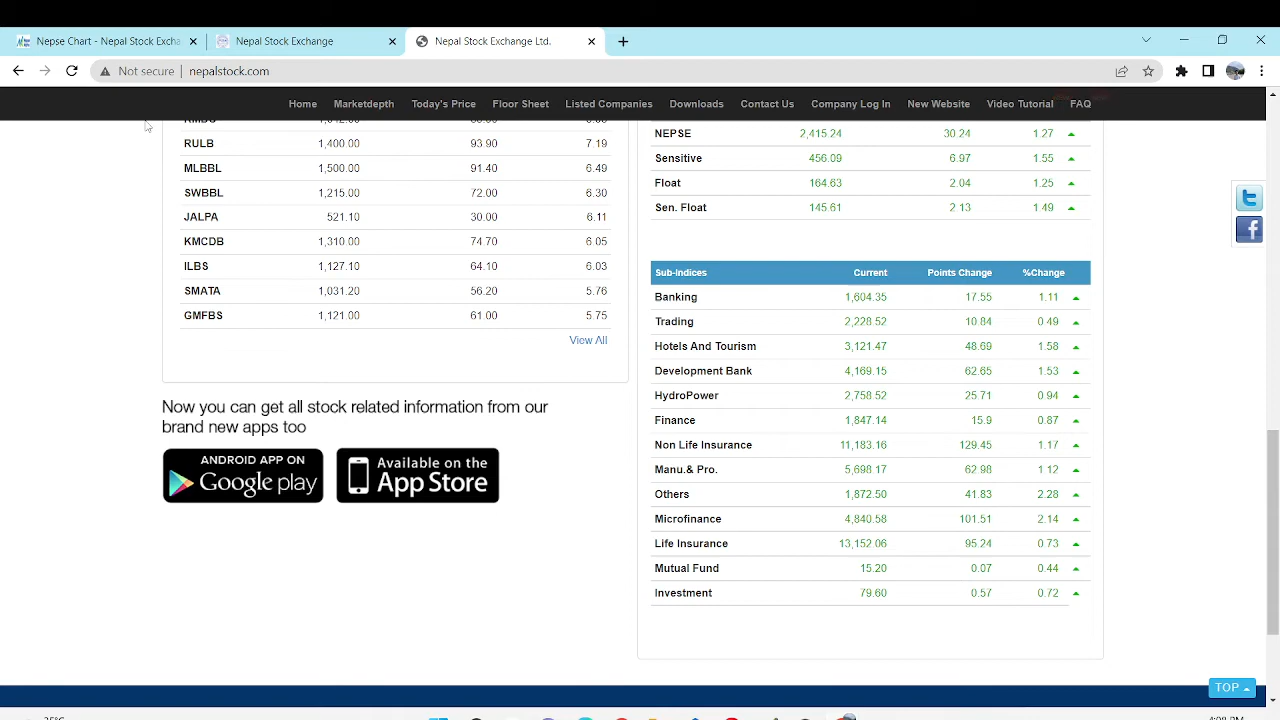 Nepse Chart - Nepal Stock Excha
Nepal Stock Exchange
Nepal Stock Exchange Ltd.
Not secure
nepalstock.com
Home Marketdepth Today's Price Floor Sheet Listed Companies Downloads Contact Us Company Log In New Website Video Tutorial FAQ
RULB 1,400.00 93.90 7.19
MLBBL 1,500.00 91.40 6.49
SWBBL 1,215.00 72.00 6.30
JALPA 521.10 30.00 6.11
KMCDB 1,310.00 74.70 6.05
ILBS 1,127.10 64.10 6.03
SMATA 1,031.20 56.20 5.76
GMFBS 1,121.00 61.00 5.75
View All
Now you can get all stock related information from our
brand new apps too
ANDROID APP ON
Google play
Available on the
App Store
NEPSE 2,415.24 30.24 1.27
Sensitive 456.09 6.97 1.55
Float 164.63 2.04 1.25
Sen. Float 145.61 2.13 1.49
Sub-Indices Current Points Change %Change
Banking 1,604.35 17.55 1.11
Trading 2,228.52 10.84 0.49
Hotels And Tourism 3,121.47 48.69 1.58
Development Bank 4,169.15 62.65 1.53
HydroPower 2,758.52 25.71 0.94
Finance 1,847.14 15.9 0.87
Non Life Insurance 11,183.16 129.45 1.17
Manu.& Pro. 5,698.17 62.98 1.12
Others 1,872.50 41.83 2.28
Microfinance 4,840.58 101.51 2.14
Life Insurance 13,152.06 95.24 0.73
Mutual Fund 15.20 0.07 0.44
Investment 79.60 0.57 0.72
TOP